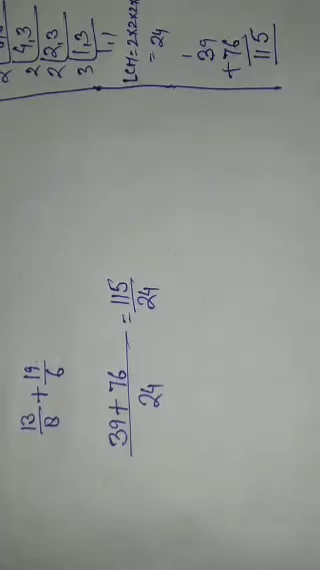 13/8 + 19/6
39 + 76 / 24 = 115/24
2 | 4,3
2 | 2,3
3 | 1,3
1,1
LCM = 2×2×2×
= 24
1
39
+ 76
115